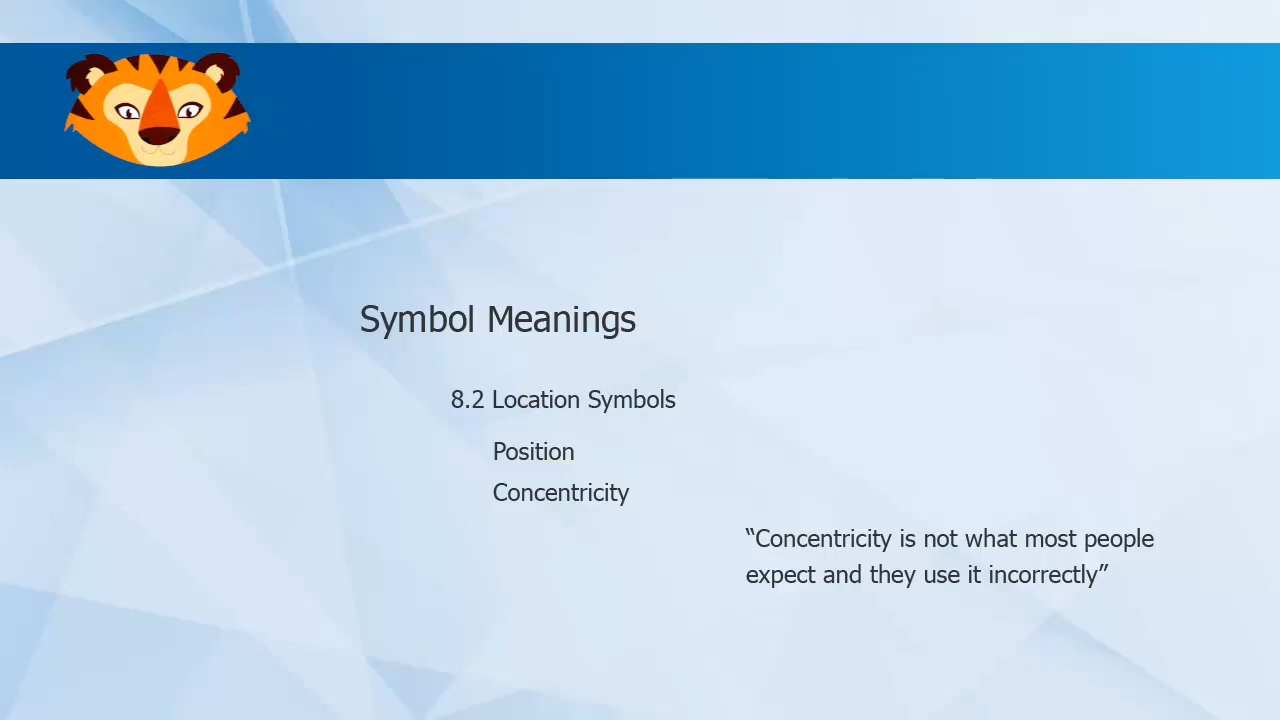 Symbol Meanings
8.2 Location Symbols
Position
Concentricity
“Concentricity is not what most people
expect and they use it incorrectly”